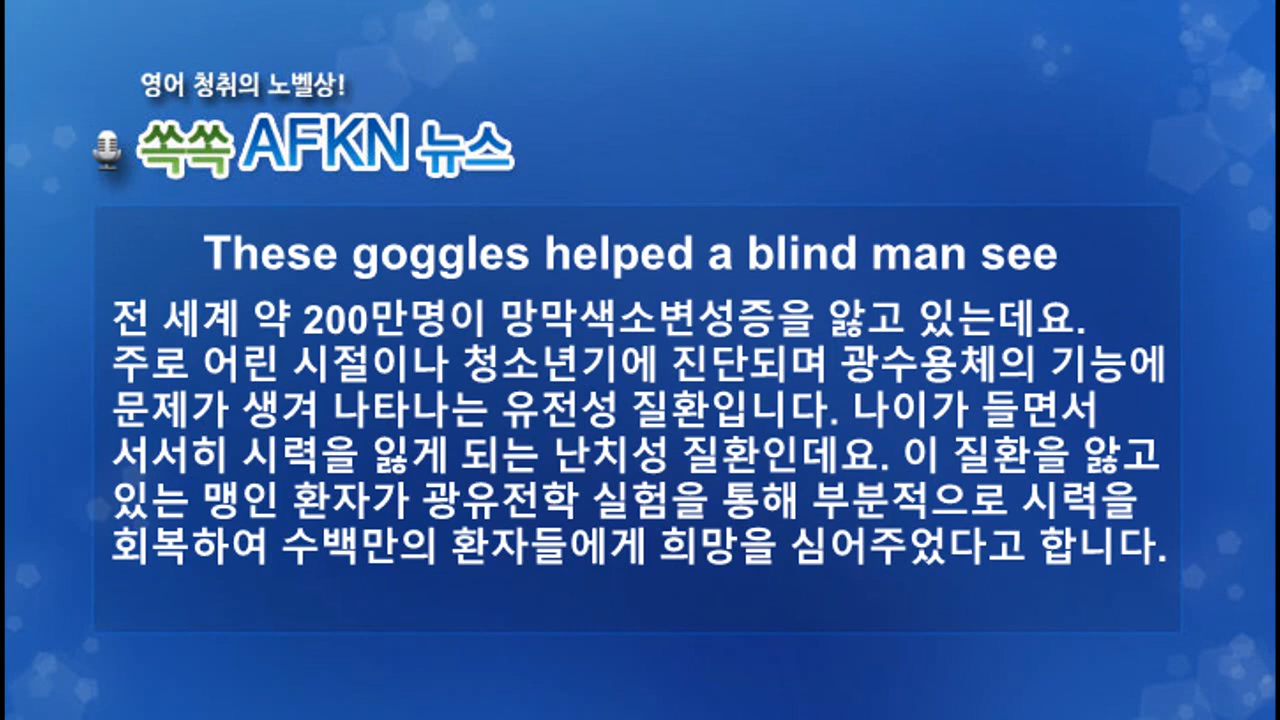 영어 청취의 노벨상!
쏙쏙 AFKN 뉴스
These goggles helped a blind man see
전 세계 약 200만명이 망막색소변성증을 앓고 있는데요.
주로 어린 시절이나 청소년기에 진단되며 광수용체의 기능에
문제가 생겨 나타나는 유전성 질환입니다. 나이가 들면서
서서히 시력을 잃게 되는 난치성 질환인데요. 이 질환을 앓고
있는 맹인 환자가 광유전학 실험을 통해 부분적으로 시력을
회복하여 수백만의 환자들에게 희망을 심어주었다고 합니다.